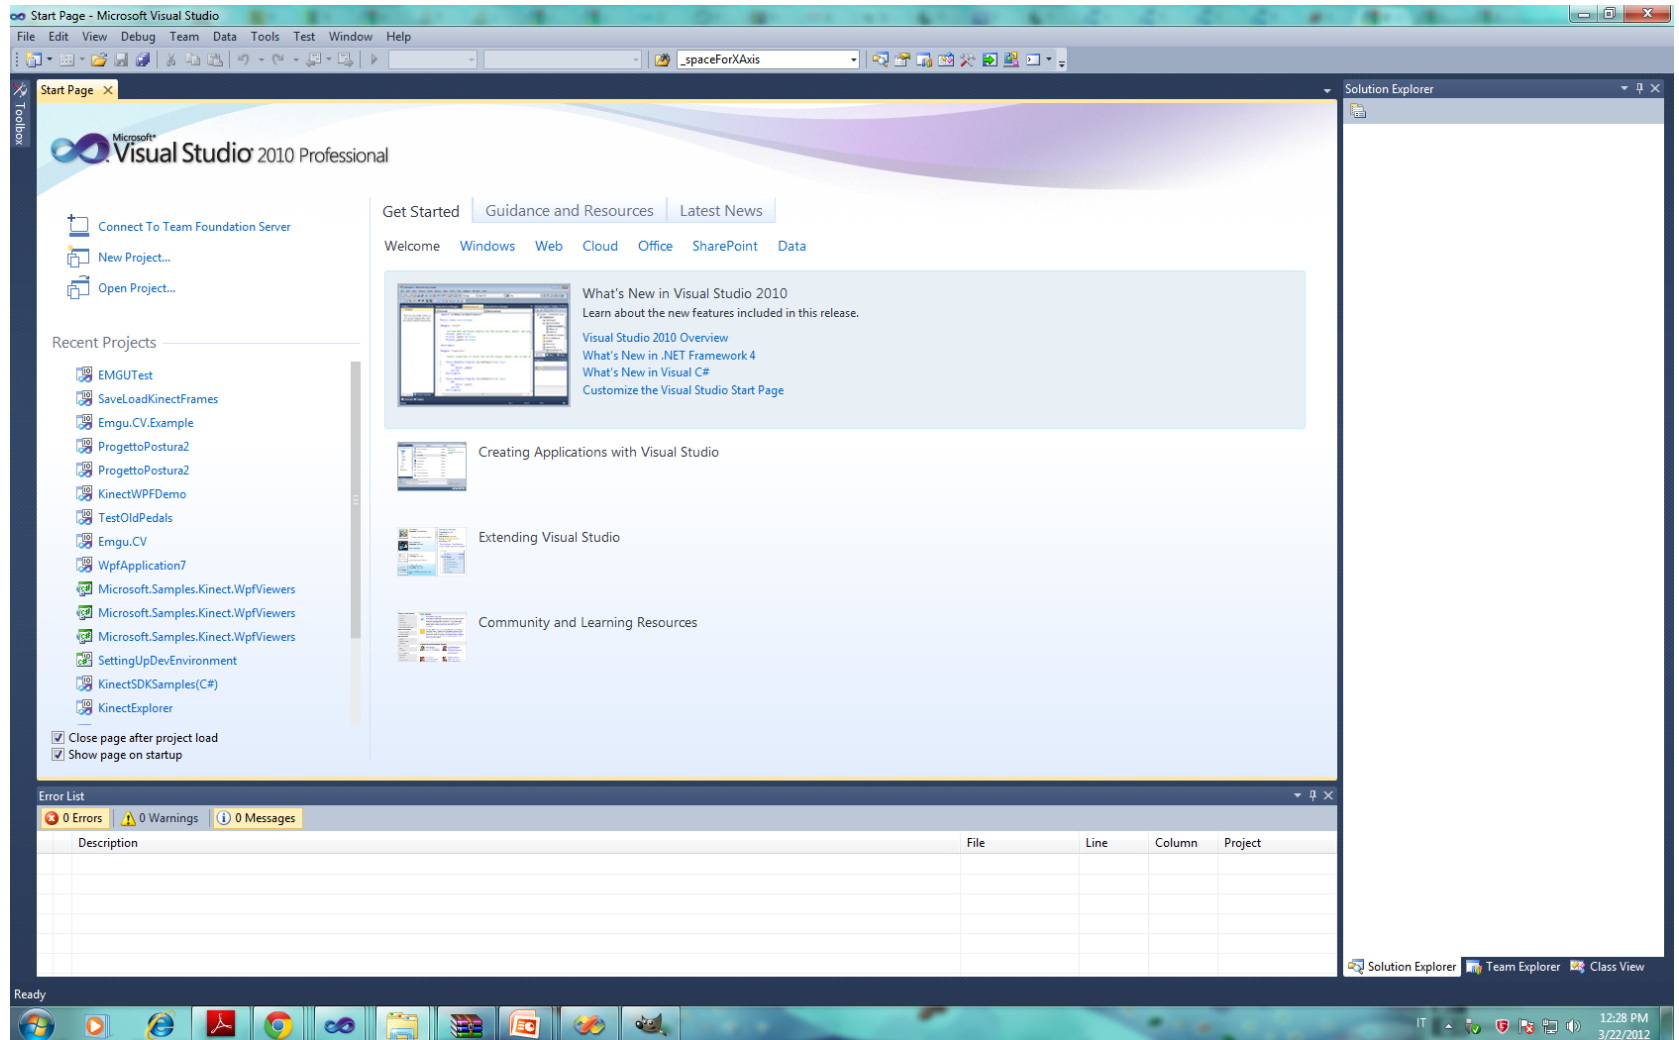 Start Page - Microsoft Visual Studio
File Edit View Debug Team Data Tools Test Window Help
_spaceForXAxis
Toolbox
Start Page
Solution Explorer
Microsoft
Visual Studio 2010 Professional
Connect To Team Foundation Server
New Project...
Open Project...
Recent Projects
EMGUTest
SaveLoadKinectFrames
Emgu.CV.Example
ProgettoPostura2
ProgettoPostura2
KinectWPFDemo
TestOldPedals
Emgu.CV
WpfApplication7
Microsoft.Samples.Kinect.WpfViewers
Microsoft.Samples.Kinect.WpfViewers
Microsoft.Samples.Kinect.WpfViewers
SettingUpDevEnvironment
KinectSDKSamples(C#)
KinectExplorer
Close page after project load
Show page on startup
Get Started Guidance and Resources Latest News
Welcome Windows Web Cloud Office SharePoint Data
What's New in Visual Studio 2010
Learn about the new features included in this release.
Visual Studio 2010 Overview
What's New in .NET Framework 4
What's New in Visual C#
Customize the Visual Studio Start Page
Creating Applications with Visual Studio
Extending Visual Studio
Community and Learning Resources
Error List
0 Errors 0 Warnings 0 Messages
Description File Line Column Project
Solution Explorer Team Explorer Class View
Ready
IT
12:28 PM
3/22/2012